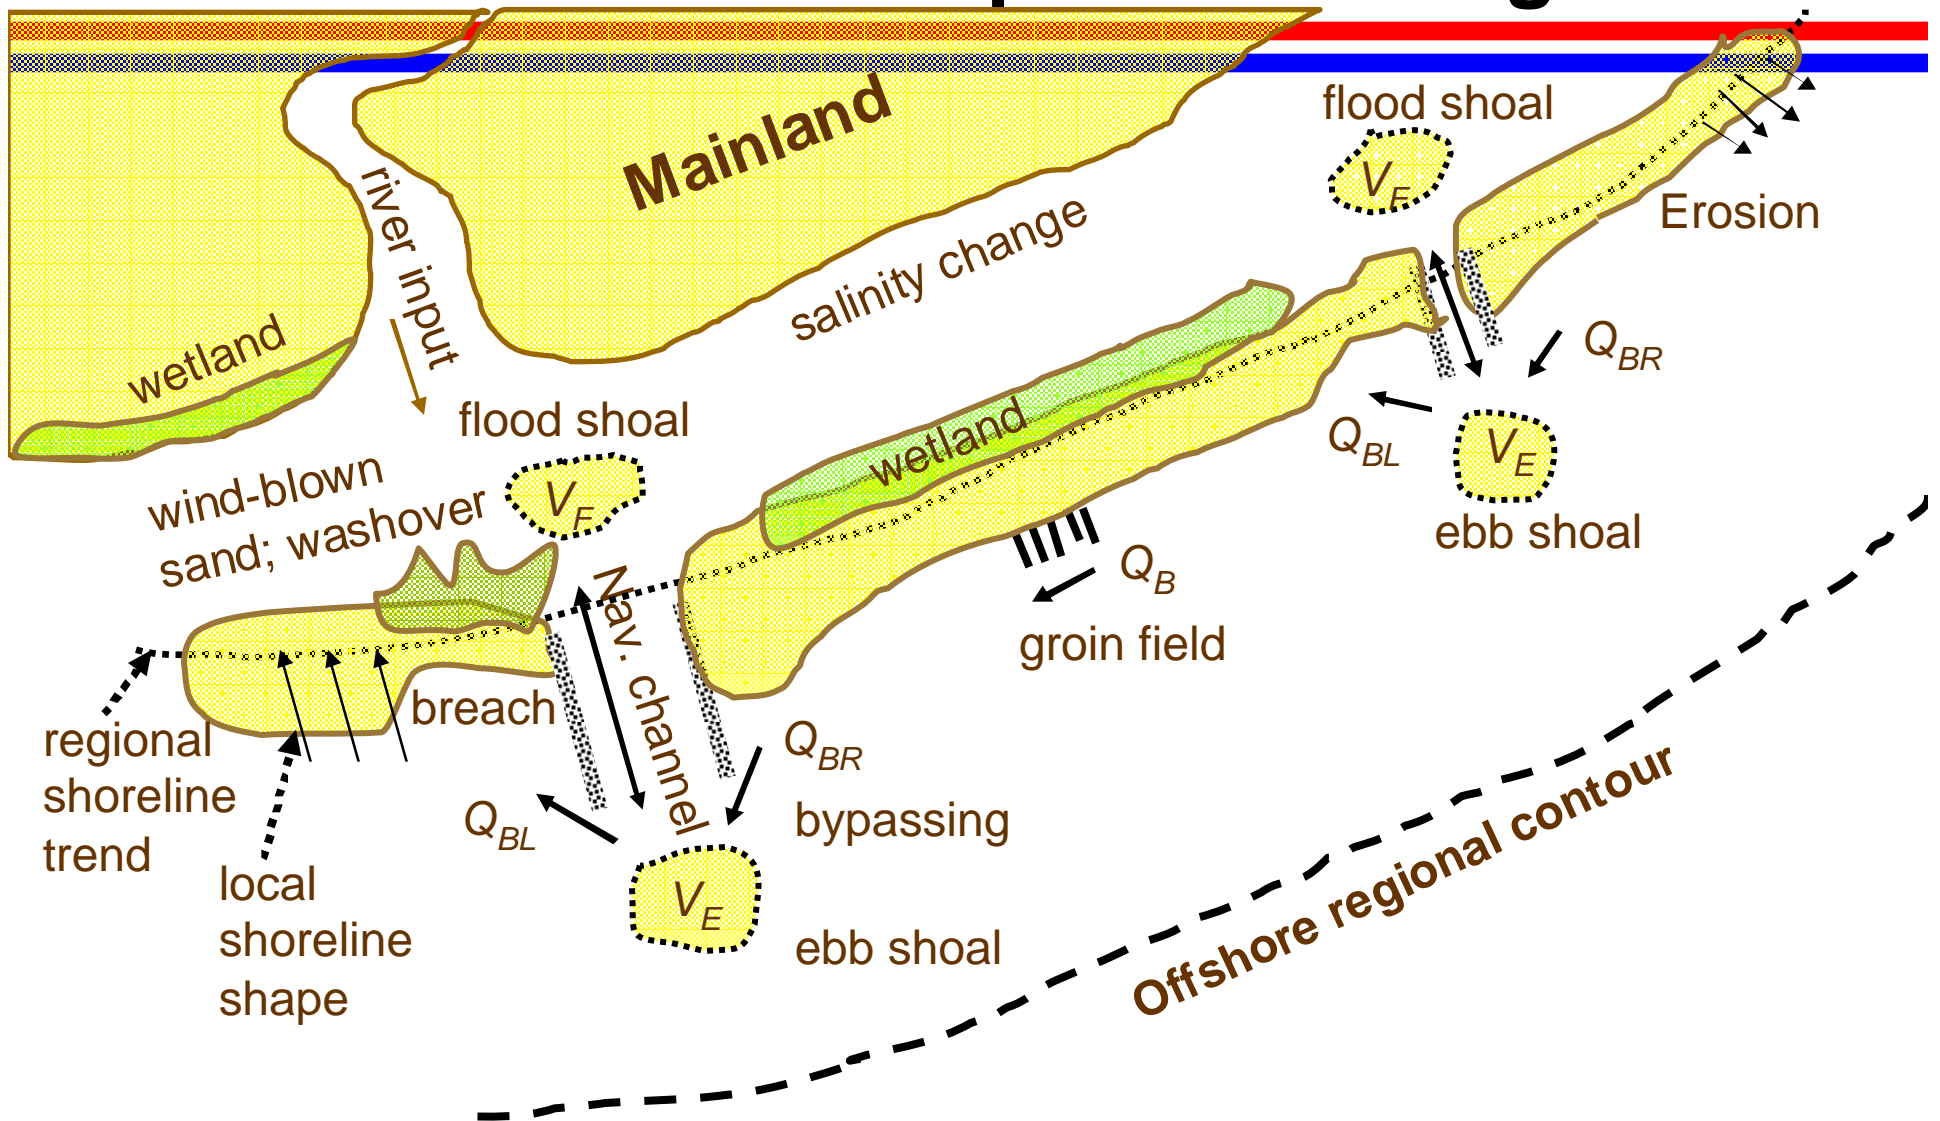 Mainland
flood shoal
V_F
Erosion
river input
salinity change
wetland
Q_BR
Q_BL
V_E
ebb shoal
flood shoal
V_F
wetland
wind-blown
sand; washover
Q_B
groin field
Nav. channel
breach
regional
shoreline
trend
local
shoreline
shape
Q_BL
Q_BR
bypassing
V_E
ebb shoal
Offshore regional contour